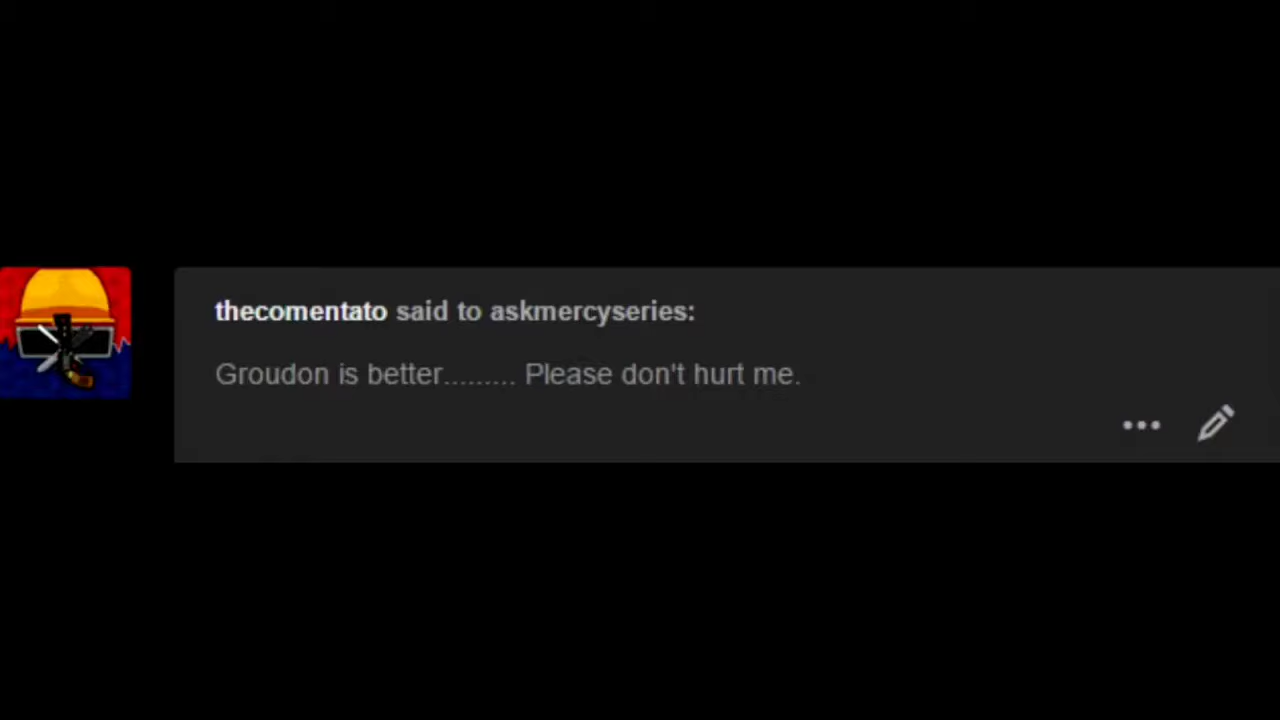 thecomentato said to askmercyseries:
Groudon is better......... Please don't hurt me.